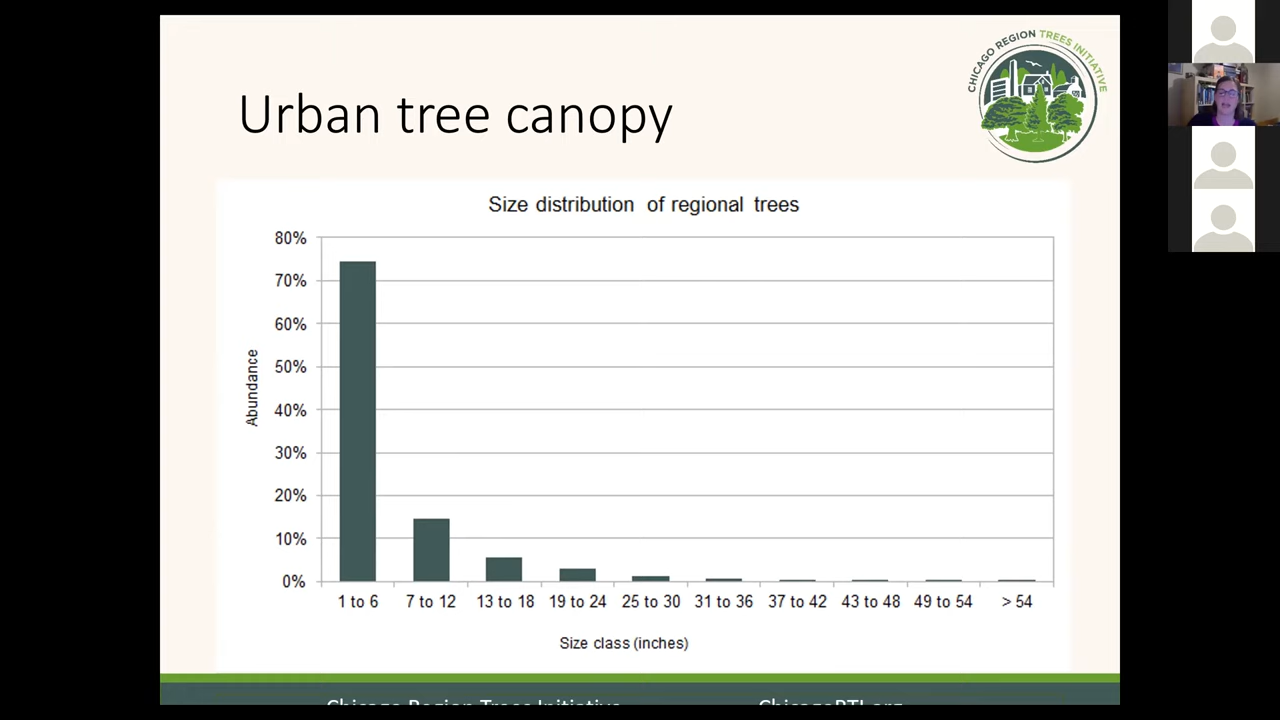 CHICAGO REGION TREES INITIATIVE
Urban tree canopy
Size distribution of regional trees
80%
70%
60%
50%
40%
30%
20%
10%
0%
Abundance
1 to 6 7 to 12 13 to 18 19 to 24 25 to 30 31 to 36 37 to 42 43 to 48 49 to 54 > 54
Size class (inches)
Chicago Region Trees Initiative ChicagoRTI.org